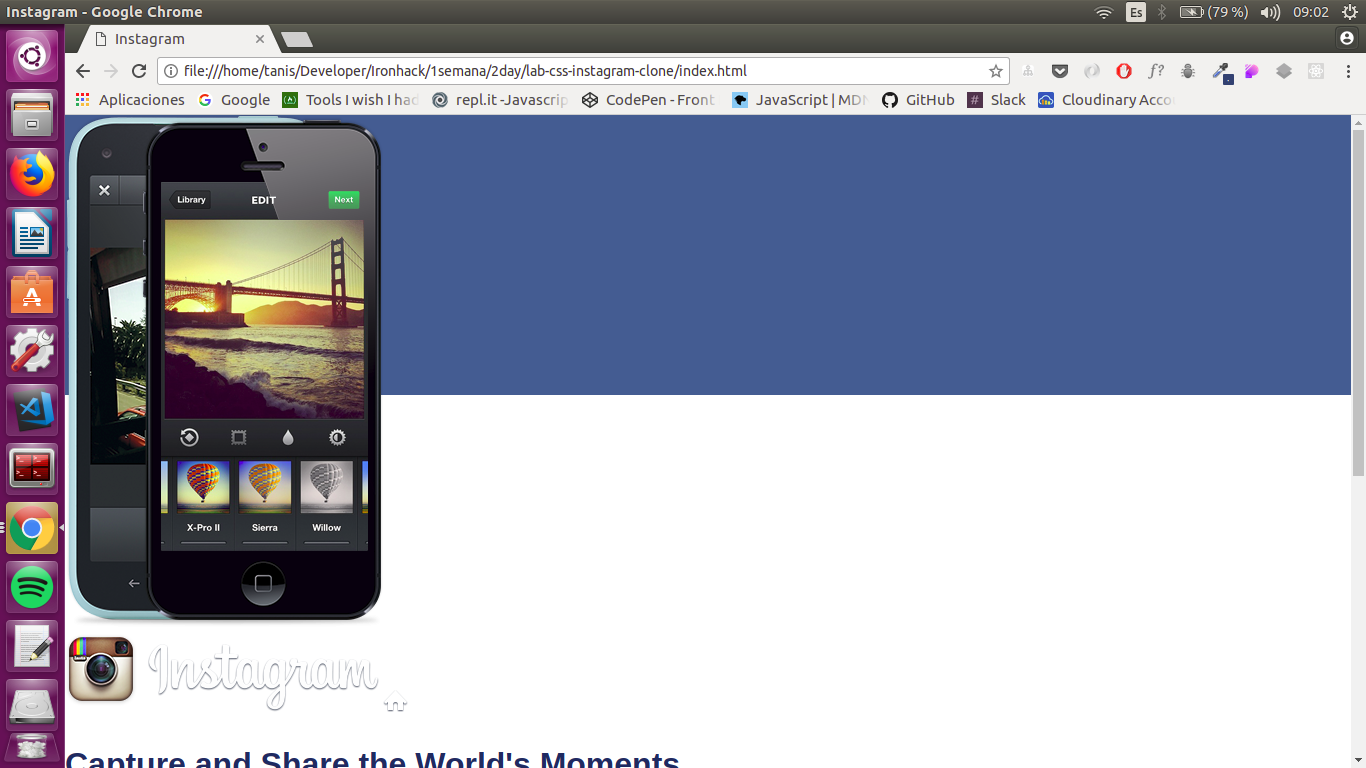 Instagram - Google Chrome
Es (79 %) 09:02
Instagram
file:///home/tanis/Developer/Ironhack/1semana/2day/lab-css-instagram-clone/index.html
f?
Aplicaciones Google Tools I wish I had repl.it -Javascrip CodePen - Front JavaScript | MDN GitHub Slack Cloudinary Acco
Library EDIT Next
X-Pro II Sierra Willow
Instagram
Capture and Share the World's Moments